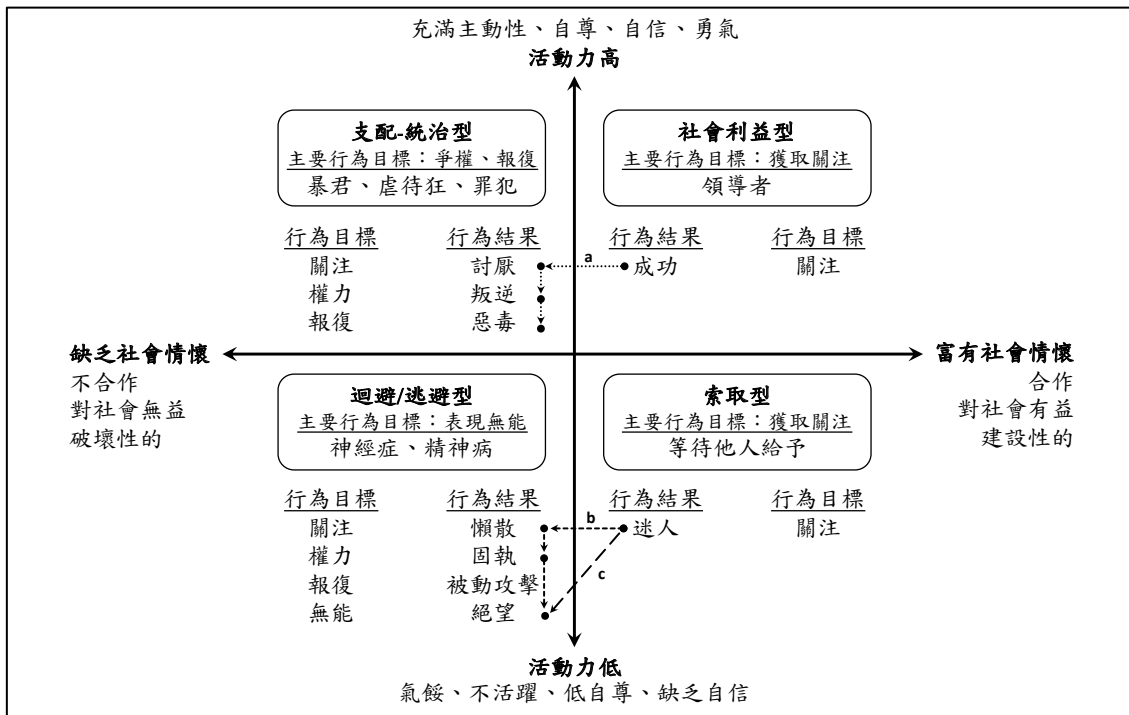 充滿主動性、自尊、自信、勇氣
活動力高
支配-統治型
主要行為目標：爭權、報復
暴君、虐待狂、罪犯
社會利益型
主要行為目標：獲取關注
領導者
行為目標
行為結果
行為結果
行為目標
關注
討厭
a
成功
關注
權力
叛逆
報復
惡毒
缺乏社會情懷
不合作
對社會無益
破壞性的
富有社會情懷
合作
對社會有益
建設性的
迴避/逃避型
主要行為目標：表現無能
神經症、精神病
索取型
主要行為目標：獲取關注
等待他人給予
行為目標
行為結果
行為結果
行為目標
關注
懶散
b
迷人
關注
權力
固執
c
報復
被動攻擊
無能
絕望
活動力低
氣餒、不活躍、低自尊、缺乏自信